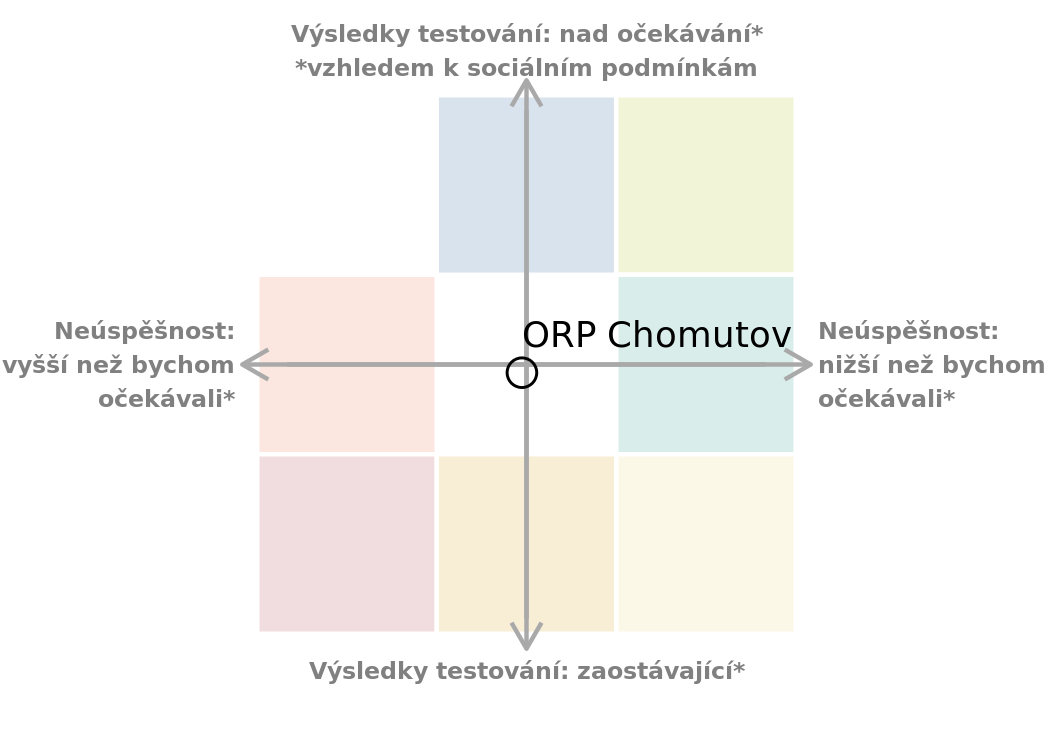 Výsledky testování: nad očekávání*
*vzhledem k sociálním podmínkám
ORP Chomutov
Neúspěšnost:
vyšší než bychom
očekávali*
Neúspěšnost:
nižší než bychom
očekávali*
Výsledky testování: zaostávající*